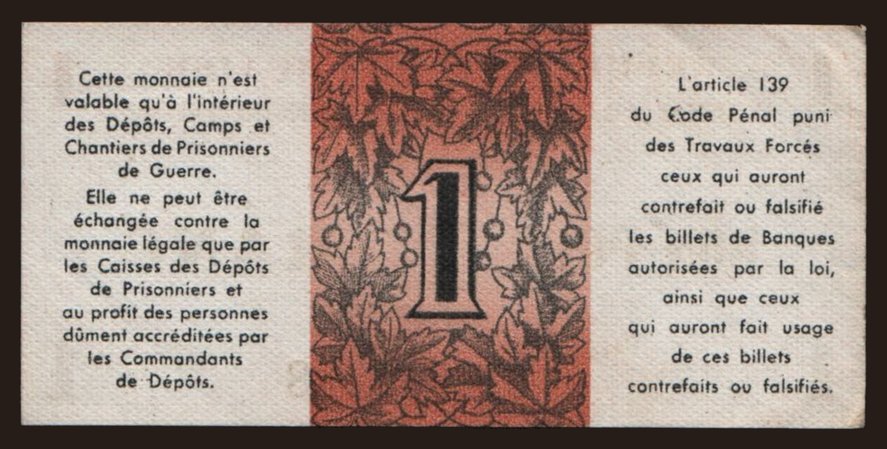 Cette monnaie n'est
valable qu'à l'intérieur
des Dépôts, Camps et
Chantiers de Prisonniers
de Guerre.
Elle ne peut être
échangée contre la
monnaie légale que par
les Caisses des Dépôts
de Prisonniers et
au profit des personnes
dûment accréditées par
les Commandants
de Dépôts.
1
L'article 139
du Code Pénal puni
des Travaux Forcés
ceux qui auront
contrefait ou falsifié
les billets de Banques
autorisées par la loi,
ainsi que ceux
qui auront fait usage
de ces billets
contrefaits ou falsifiés.